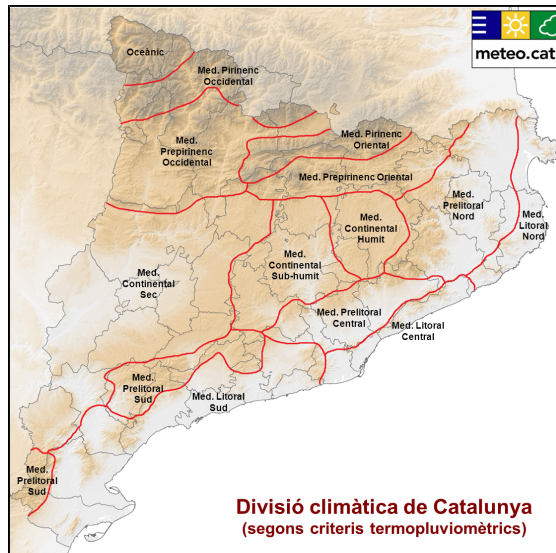 meteo.cat
Oceànic
Med. Pirinenc
Occidental
Med.
Prepirinenc
Occidental
Med. Pirinenc
Oriental
Med. Prepirinenc Oriental
Med.
Prelitoral
Nord
Med.
Litoral
Nord
Med.
Continental
Humit
Med.
Continental
Sub-humit
Med.
Continental
Sec
Med. Prelitoral
Central
Med. Litoral
Central
Med.
Prelitoral
Sud
Med. Litoral
Sud
Med.
Prelitoral
Sud
Divisió climàtica de Catalunya
(segons criteris termopluviomètrics)